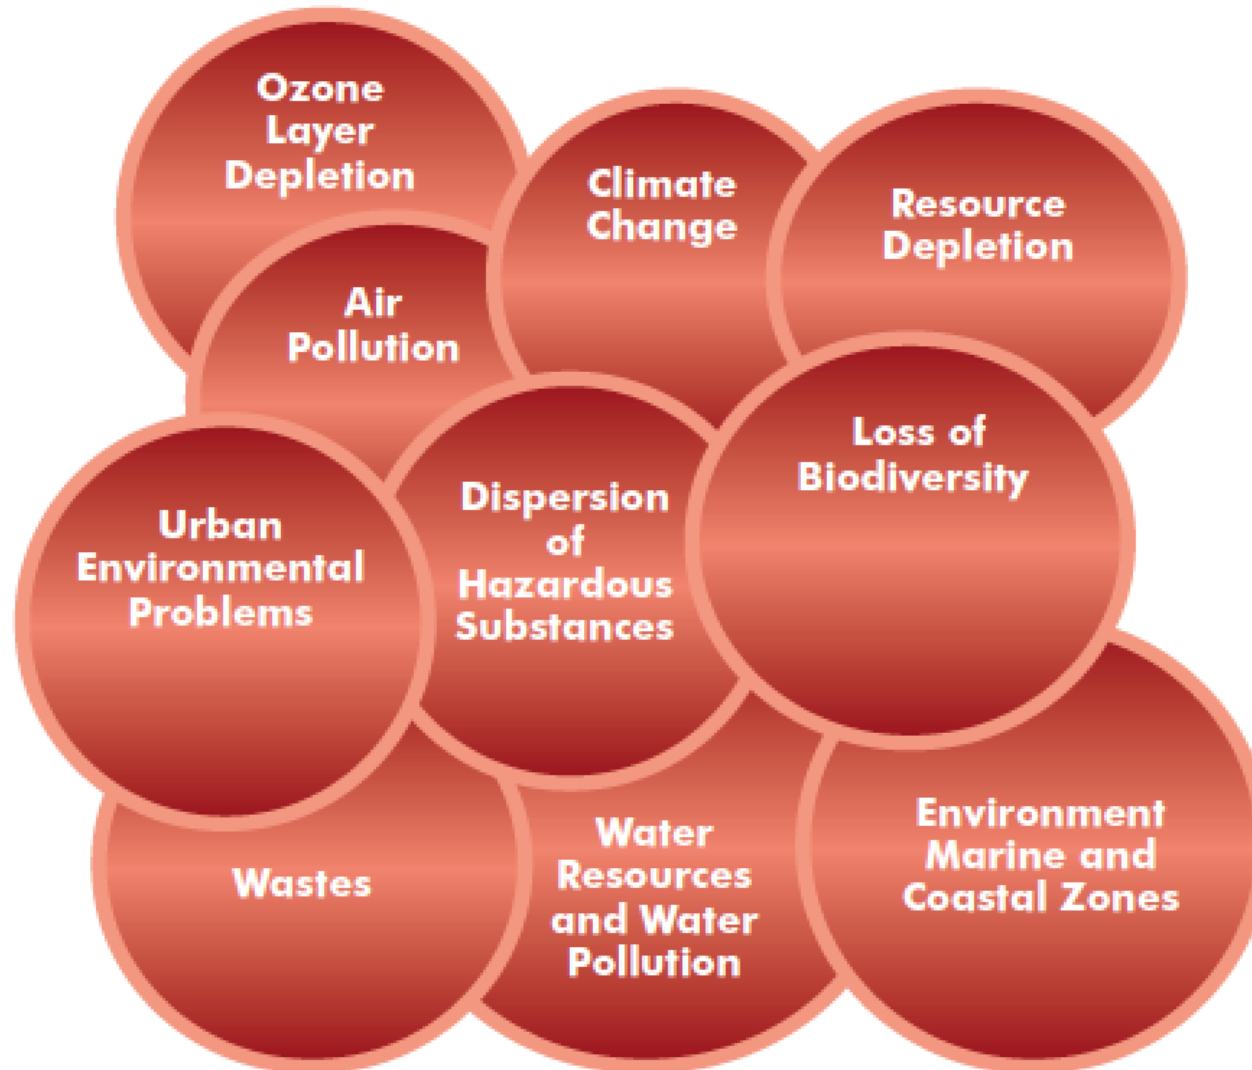 Ozone
Layer
Depletion
Climate
Change
Resource
Depletion
Air
Pollution
Loss of
Biodiversity
Dispersion
of
Hazardous
Substances
Urban
Environmental
Problems
Wastes
Water
Resources
and Water
Pollution
Environment
Marine and
Coastal Zones